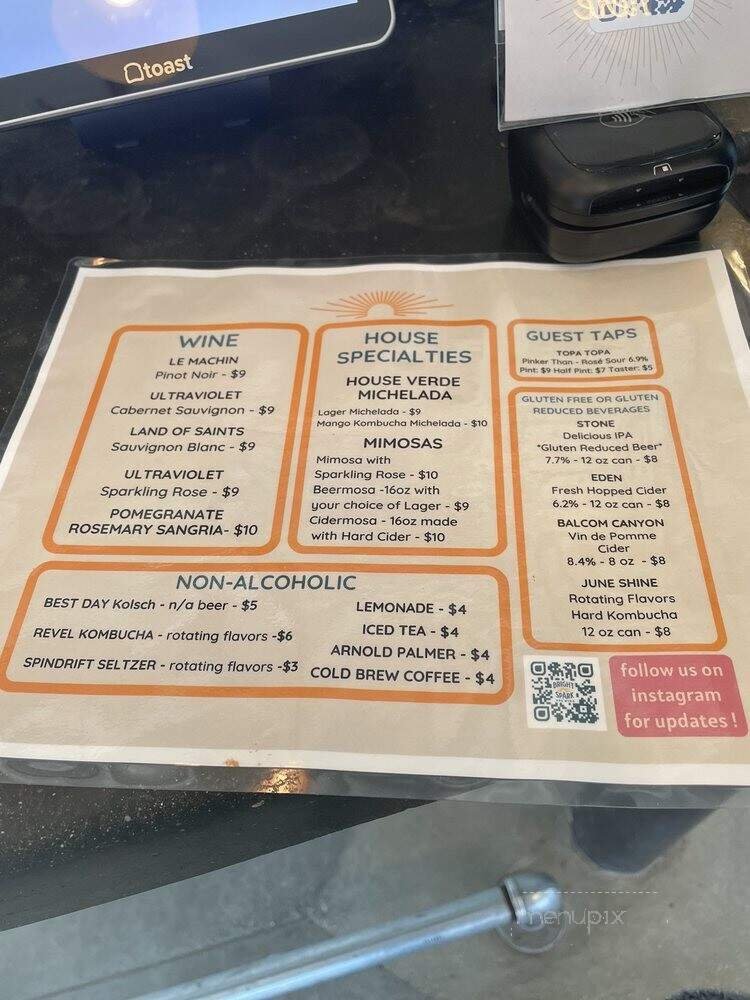 toast
WINE
LE MACHIN
Pinot Noir - $9
ULTRAVIOLET
Cabernet Sauvignon - $9
LAND OF SAINTS
Sauvignon Blanc - $9
ULTRAVIOLET
Sparkling Rose - $9
POMEGRANATE
ROSEMARY SANGRIA- $10
HOUSE
SPECIALTIES
HOUSE VERDE
MICHELADA
Lager Michelada - $9
Mango Kombucha Michelada - $10
MIMOSAS
Mimosa with
Sparkling Rose - $10
Beermosa -16oz with
your choice of Lager - $9
Cidermosa - 16oz made
with Hard Cider - $10
GUEST TAPS
TOPA TOPA
Pinker Than - Rosé Sour 6.9%
Pint: $9 Half Pint: $7 Taster: $5
GLUTEN FREE OR GLUTEN
REDUCED BEVERAGES
STONE
Delicious IPA
*Gluten Reduced Beer*
7.7% - 12 oz can - $8
EDEN
Fresh Hopped Cider
6.2% - 12 oz can - $8
BALCOM CANYON
Vin de Pomme
Cider
8.4% - 8 oz - $8
JUNE SHINE
Rotating Flavors
Hard Kombucha
12 oz can - $8
NON-ALCOHOLIC
BEST DAY Kolsch - n/a beer - $5
REVEL KOMBUCHA - rotating flavors -$6
SPINDRIFT SELTZER - rotating flavors -$3
LEMONADE - $4
ICED TEA - $4
ARNOLD PALMER - $4
COLD BREW COFFEE - $4
BRIGHT
SPARK
follow us on
instagram
for updates !
menupix